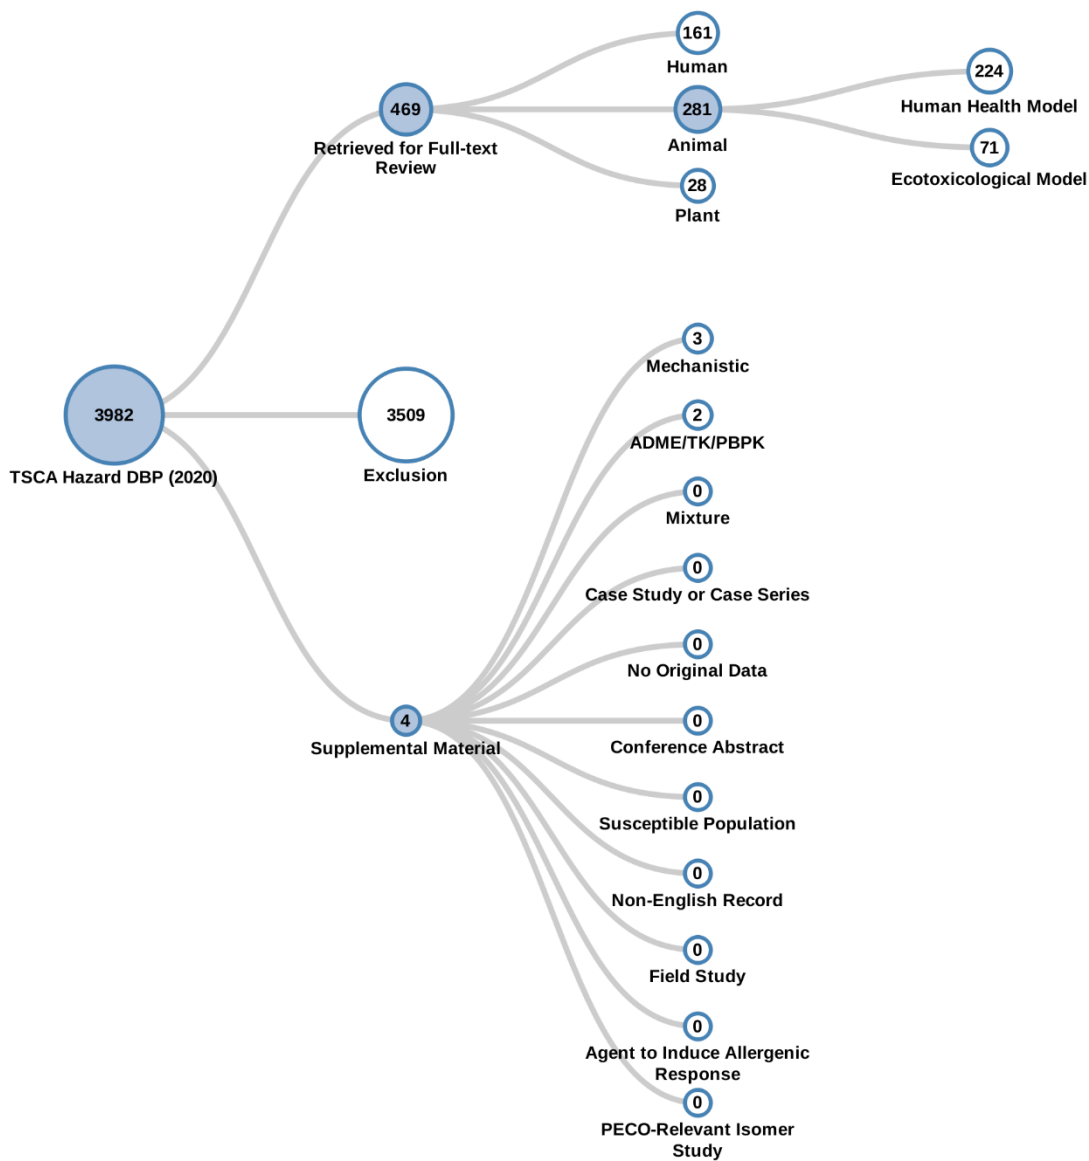 161
Human
224
Human Health Model
469
Retrieved for Full-text
Review
281
Animal
71
Ecotoxicological Model
28
Plant
3982
TSCA Hazard DBP (2020)
3509
Exclusion
4
Supplemental Material
3
Mechanistic
2
ADME/TK/PBPK
0
Mixture
0
Case Study or Case Series
0
No Original Data
0
Conference Abstract
0
Susceptible Population
0
Non-English Record
0
Field Study
0
Agent to Induce Allergenic
Response
0
PECO-Relevant Isomer
Study